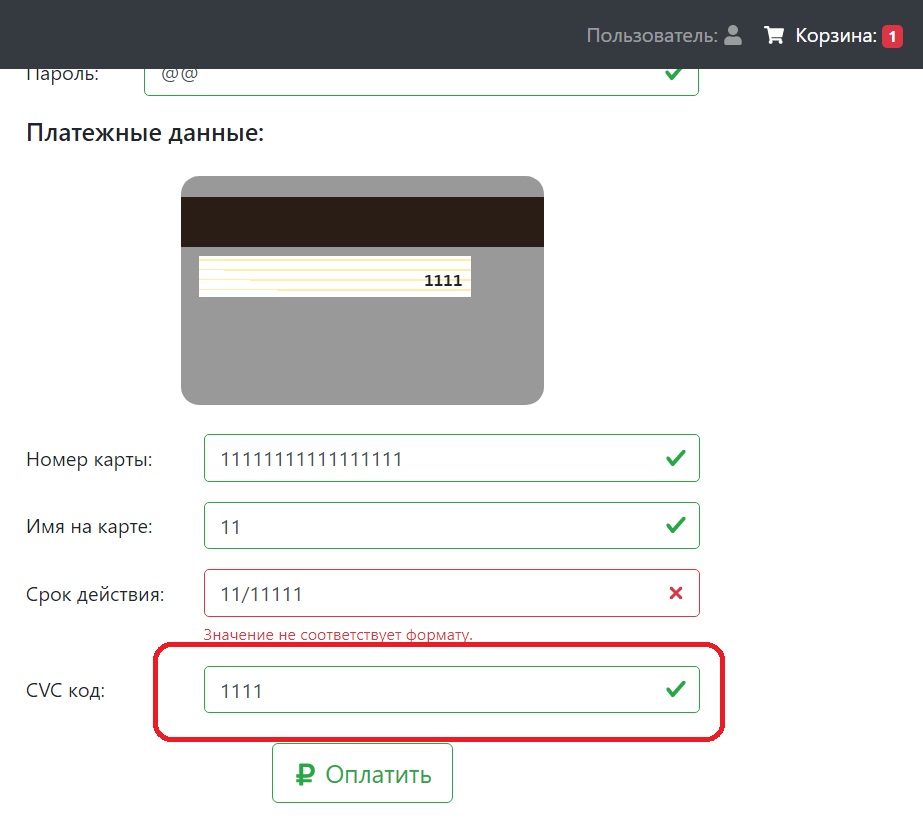 Пользователь: Корзина: 1
Пароль: @@
Платежные данные:
1111
Номер карты: 11111111111111111
Имя на карте: 11
Срок действия: 11/11111
Значение не соответствует формату.
CVC код: 1111
₽ Оплатить